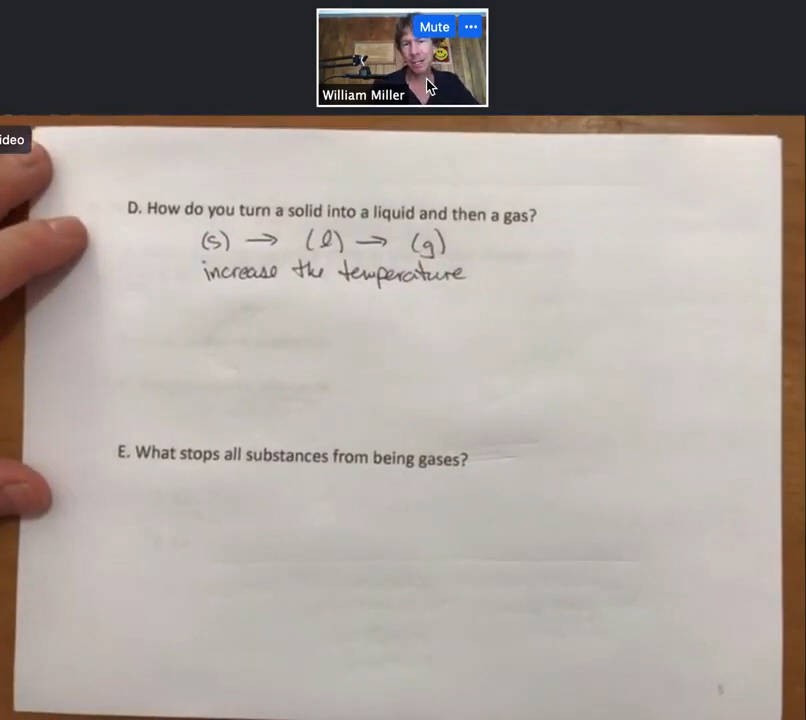 Mute ...
William Miller
ideo
D. How do you turn a solid into a liquid and then a gas?
(s) → (l) → (g)
increase the temperature
E. What stops all substances from being gases?
5